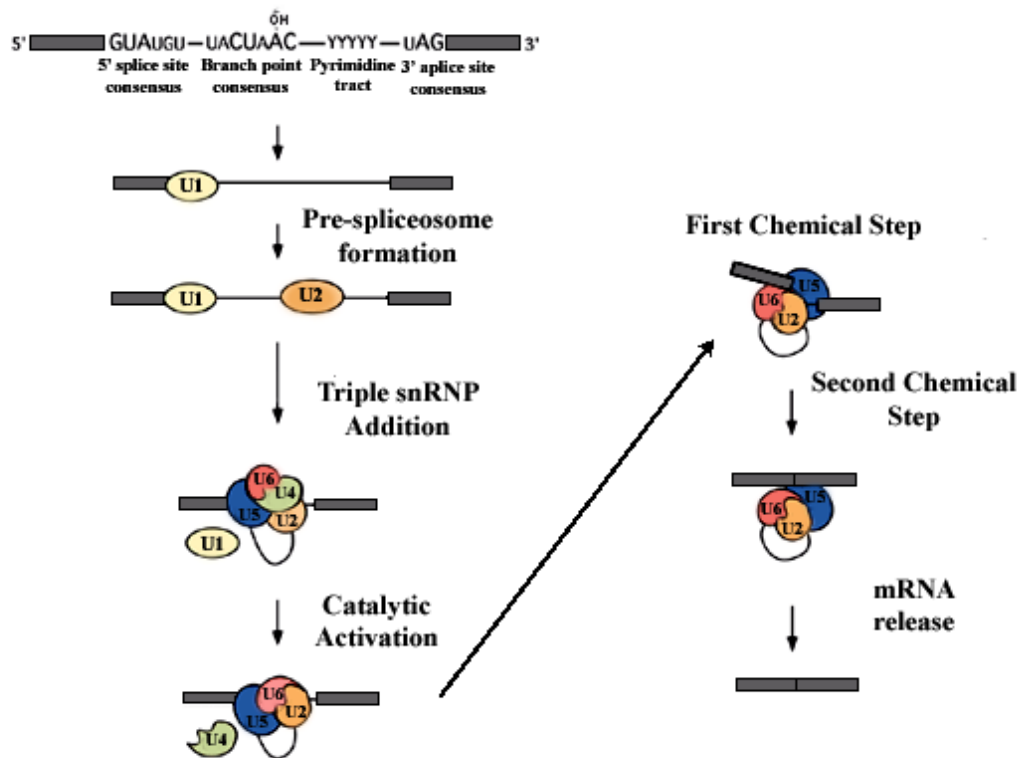 OH
5' GUAUGU UACUAAC YYYYY UAG 3'
5' splice site Branch point Pyrimidine 3' aplice site
consensus consensus tract consensus
U1
Pre-spliceosome
formation
U1 U2
Triple snRNP
Addition
U6
U4
U5 U2
U1
Catalytic
Activation
U6
U2
U5
U4
First Chemical Step
U5
U6
U2
Second Chemical
Step
U5
U6
U2
mRNA
release